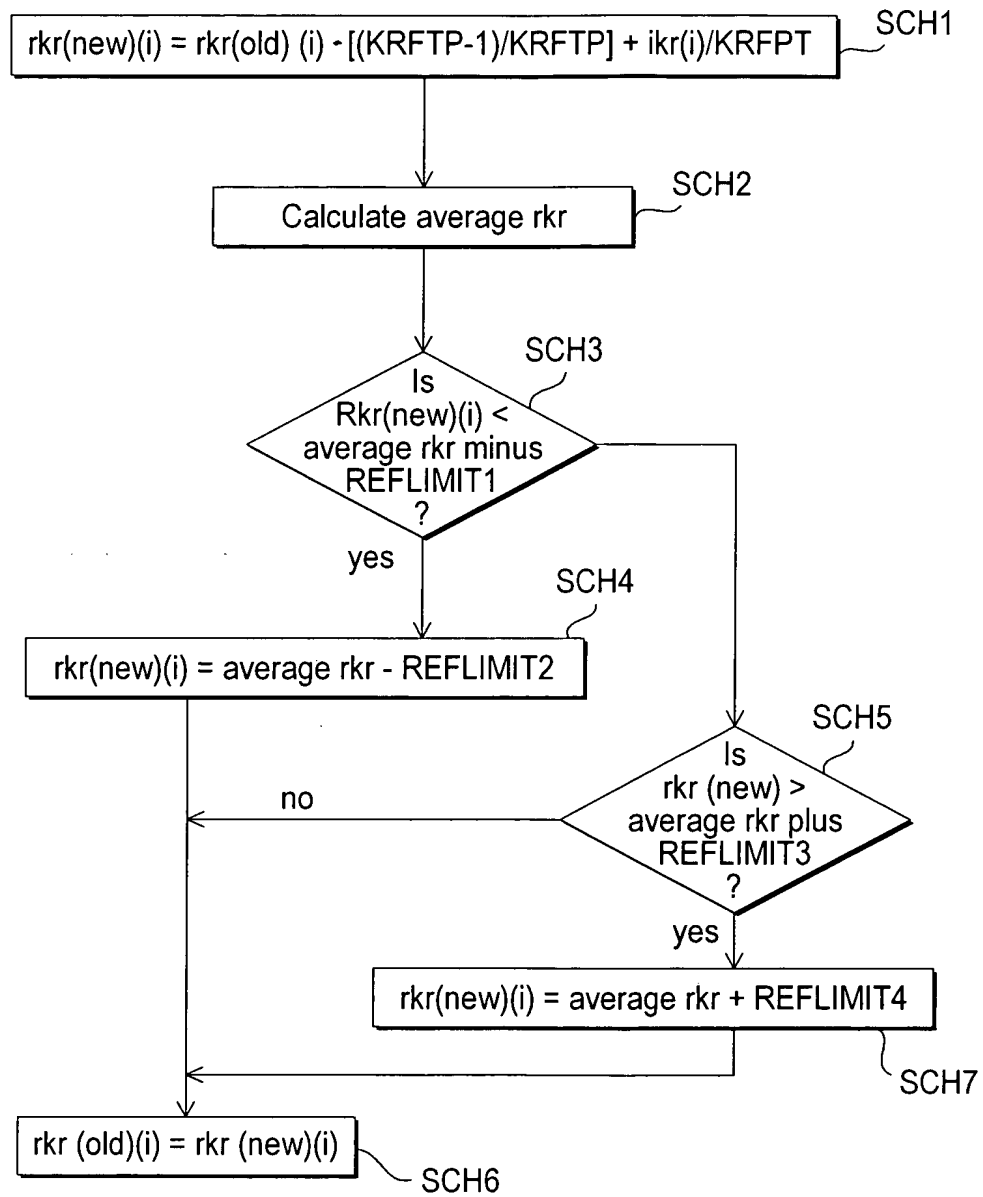 rkr(new)(i) = rkr(old) (i) - [(KRFTP-1)/KRFTP] + ikr(i)/KRFPT
SCH1
SCH2
Calculate average rkr
SCH3
Is
Rkr(new)(i) <
average rkr minus
REFLIMIT1
?
yes
SCH4
rkr(new)(i) = average rkr - REFLIMIT2
SCH5
Is
rkr (new) >
average rkr plus
REFLIMIT3
?
no
yes
rkr(new)(i) = average rkr + REFLIMIT4
SCH7
rkr (old)(i) = rkr (new)(i)
SCH6